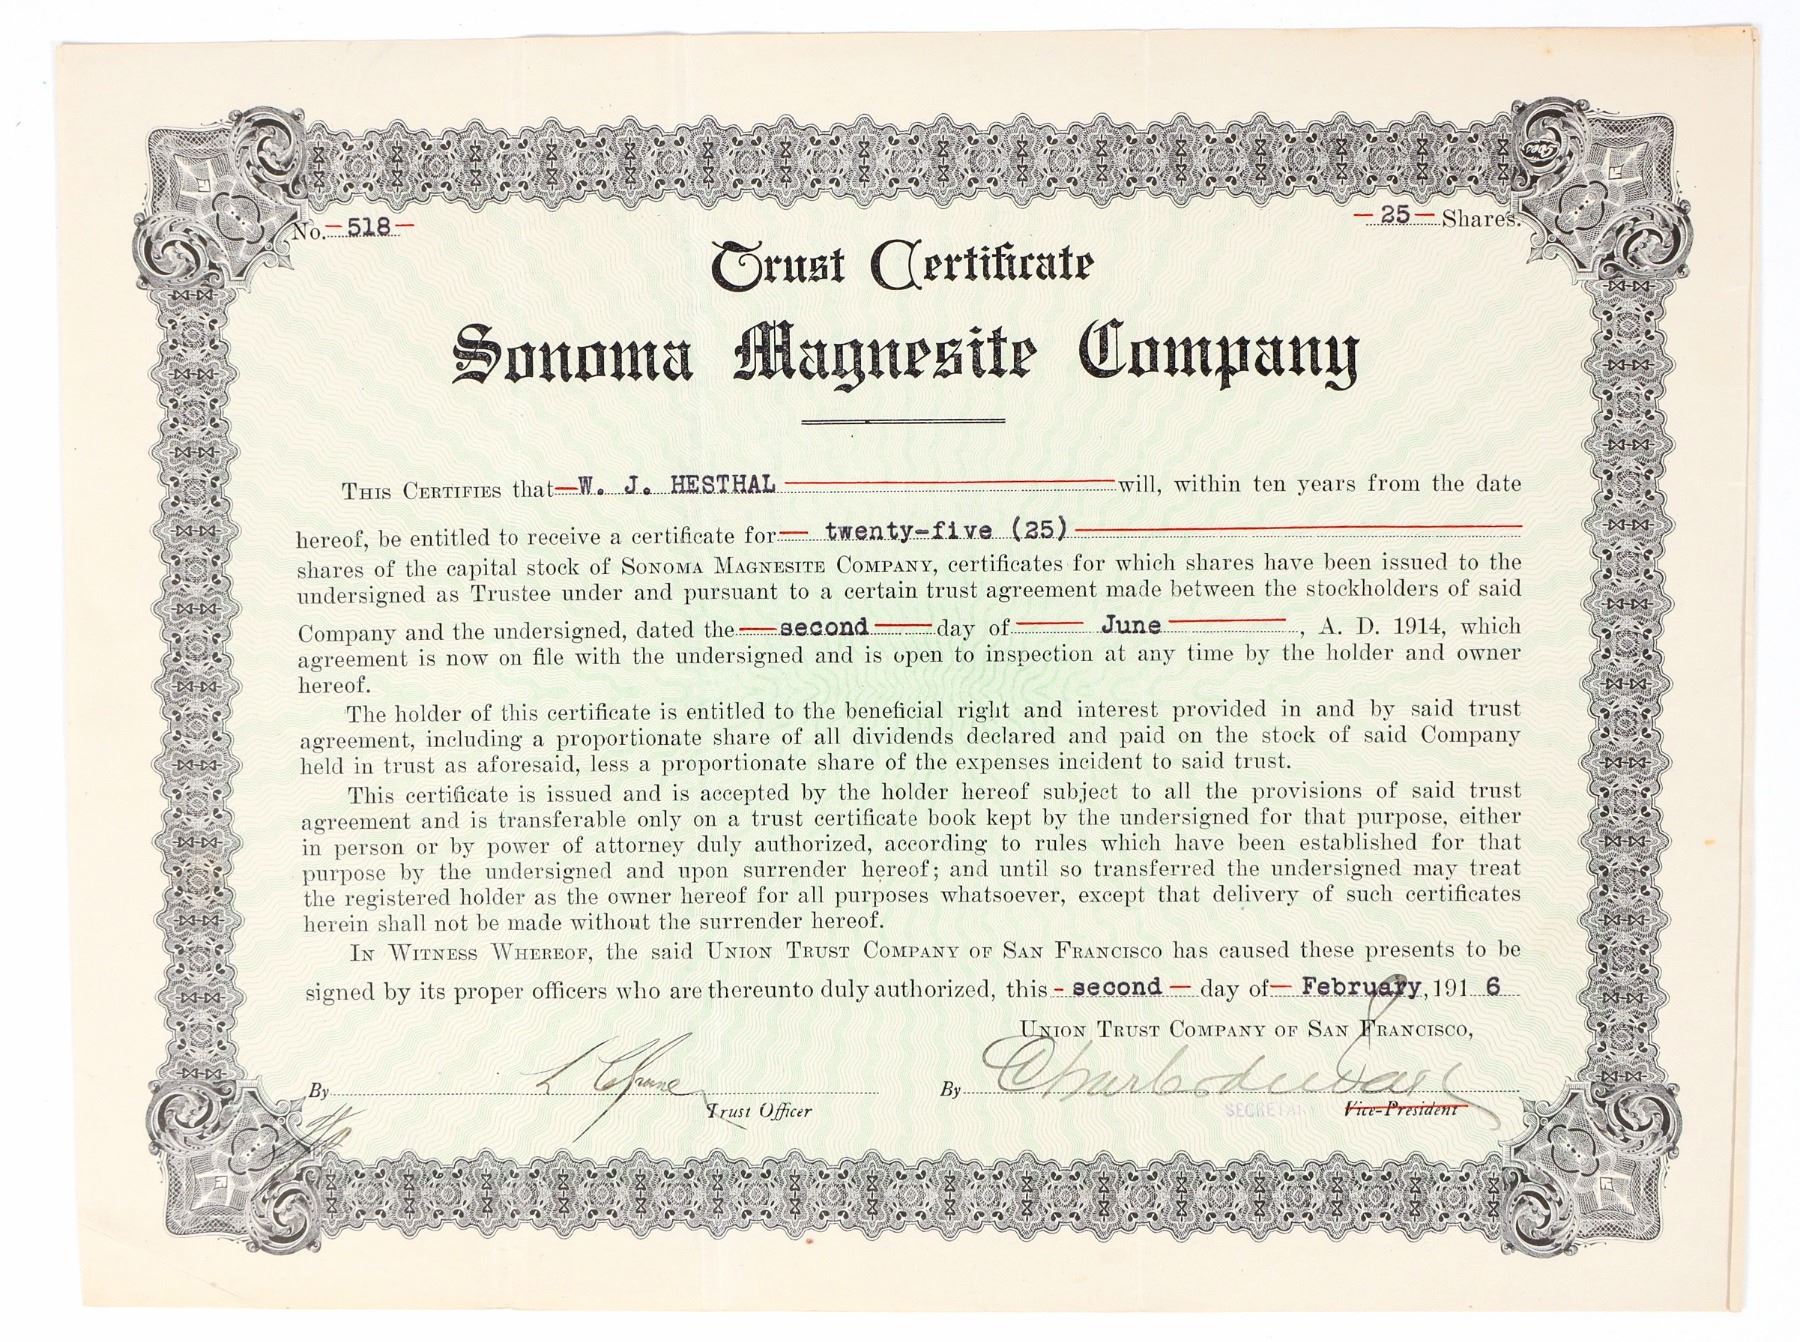 No. 518 25 Shares.
Trust Certificate
Sonoma Magnesite Company
THIS CERTIFIES that W. J. HESTHAL will, within ten years from the date
hereof, be entitled to receive a certificate for twenty-five (25)
shares of the capital stock of SONOMA MAGNESITE COMPANY, certificates for which shares have been issued to the
undersigned as Trustee under and pursuant to a certain trust agreement made between the stockholders of said
Company and the undersigned, dated the second day of June, A. D. 1914, which
agreement is now on file with the undersigned and is open to inspection at any time by the holder and owner
hereof.
The holder of this certificate is entitled to the beneficial right and interest provided in and by said trust
agreement, including a proportionate share of all dividends declared and paid on the stock of said Company
held in trust as aforesaid, less a proportionate share of the expenses incident to said trust.
This certificate is issued and is accepted by the holder hereof subject to all the provisions of said trust
agreement and is transferable only on a trust certificate book kept by the undersigned for that purpose, either
in person or by power of attorney duly authorized, according to rules which have been established for that
purpose by the undersigned and upon surrender hereof; and until so transferred the undersigned may treat
the registered holder as the owner hereof for all purposes whatsoever, except that delivery of such certificates
herein shall not be made without the surrender hereof.
IN WITNESS WHEREOF, the said UNION TRUST COMPANY OF SAN FRANCISCO has caused these presents to be
signed by its proper officers who are thereunto duly authorized, this - second - day of - February, 1916
UNION TRUST COMPANY OF SAN FRANCISCO,
By By
Trust Officer SECRETARY Vice-President